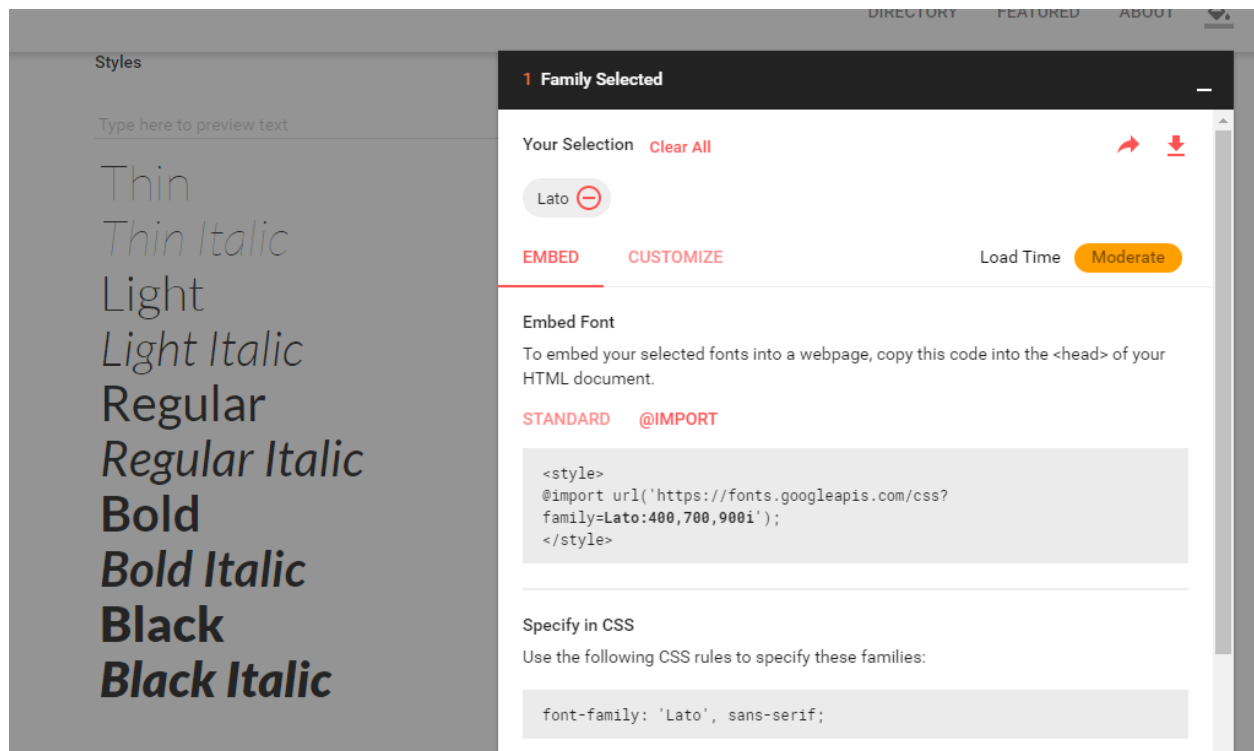 DIRECTORY FEATURED ABOUT
Styles
Type here to preview text
Thin
Thin Italic
Light
Light Italic
Regular
Regular Italic
Bold
Bold Italic
Black
Black Italic
1 Family Selected
Your Selection Clear All
Lato
EMBED CUSTOMIZE Load Time Moderate
Embed Font
To embed your selected fonts into a webpage, copy this code into the <head> of your
HTML document.
STANDARD @IMPORT
<style>
@import url('https://fonts.googleapis.com/css?
family=Lato:400,700,900i');
</style>
Specify in CSS
Use the following CSS rules to specify these families:
font-family: 'Lato', sans-serif;